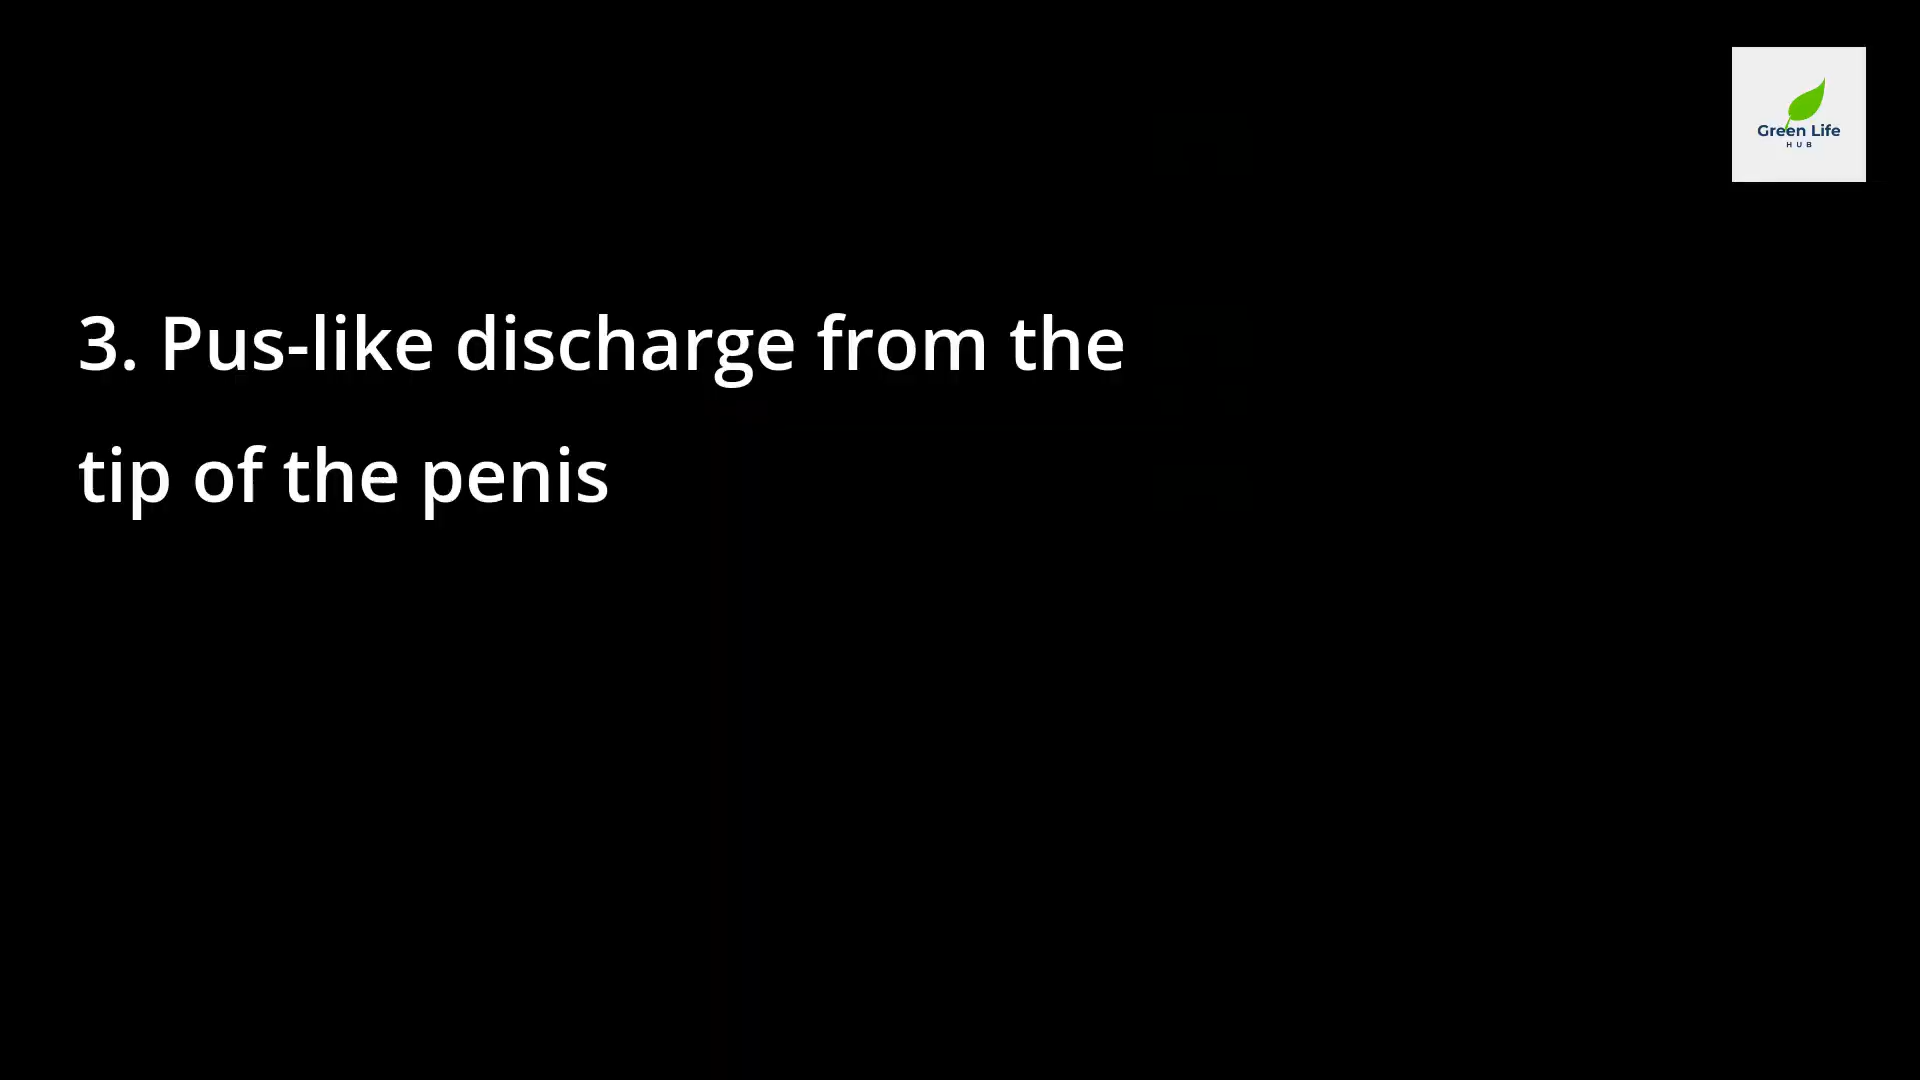 Green Life
HUB
3. Pus-like discharge from the
tip of the penis